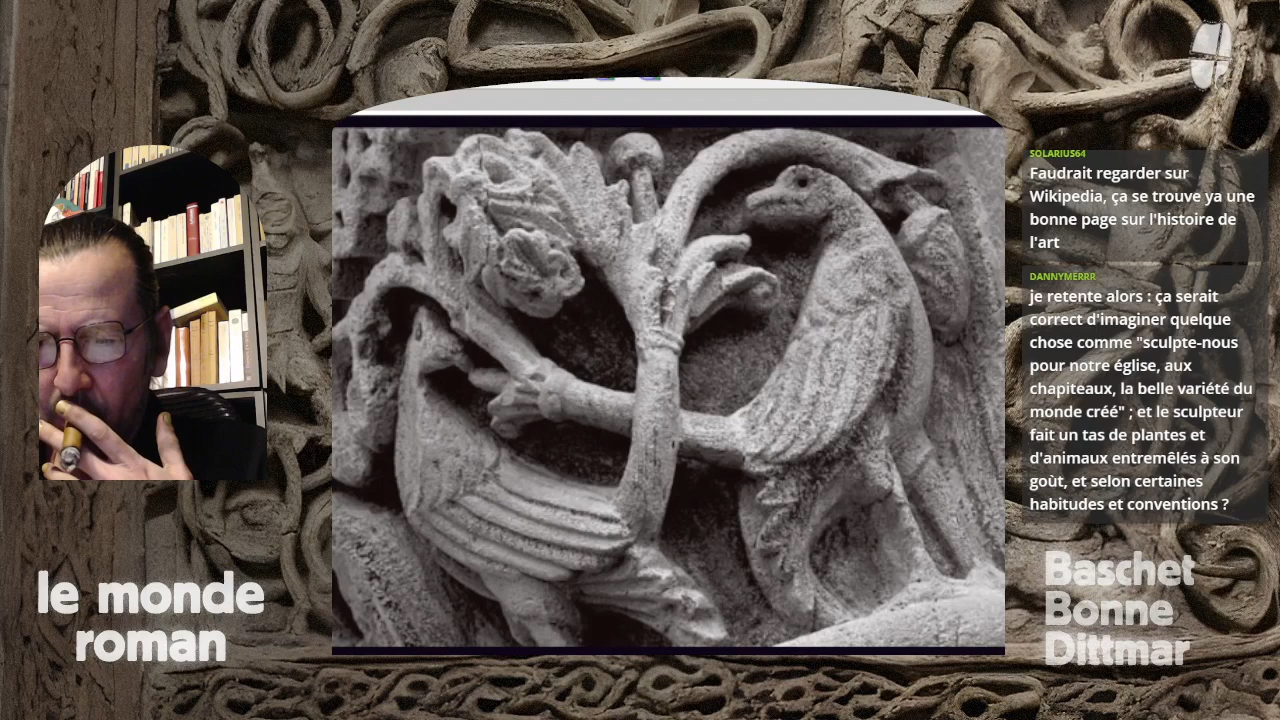 SOLARIUS64
Faudrait regarder sur
Wikipedia, ça se trouve ya une
bonne page sur l'histoire de
l'art
DANNYMERRR
je retente alors : ça serait
correct d'imaginer quelque
chose comme "sculpte-nous
pour notre église, aux
chapiteaux, la belle variété du
monde créé" ; et le sculpteur
fait un tas de plantes et
d'animaux entremêlés à son
goût, et selon certaines
habitudes et conventions ?
le monde
roman
Baschet
Bonne
Dittmar